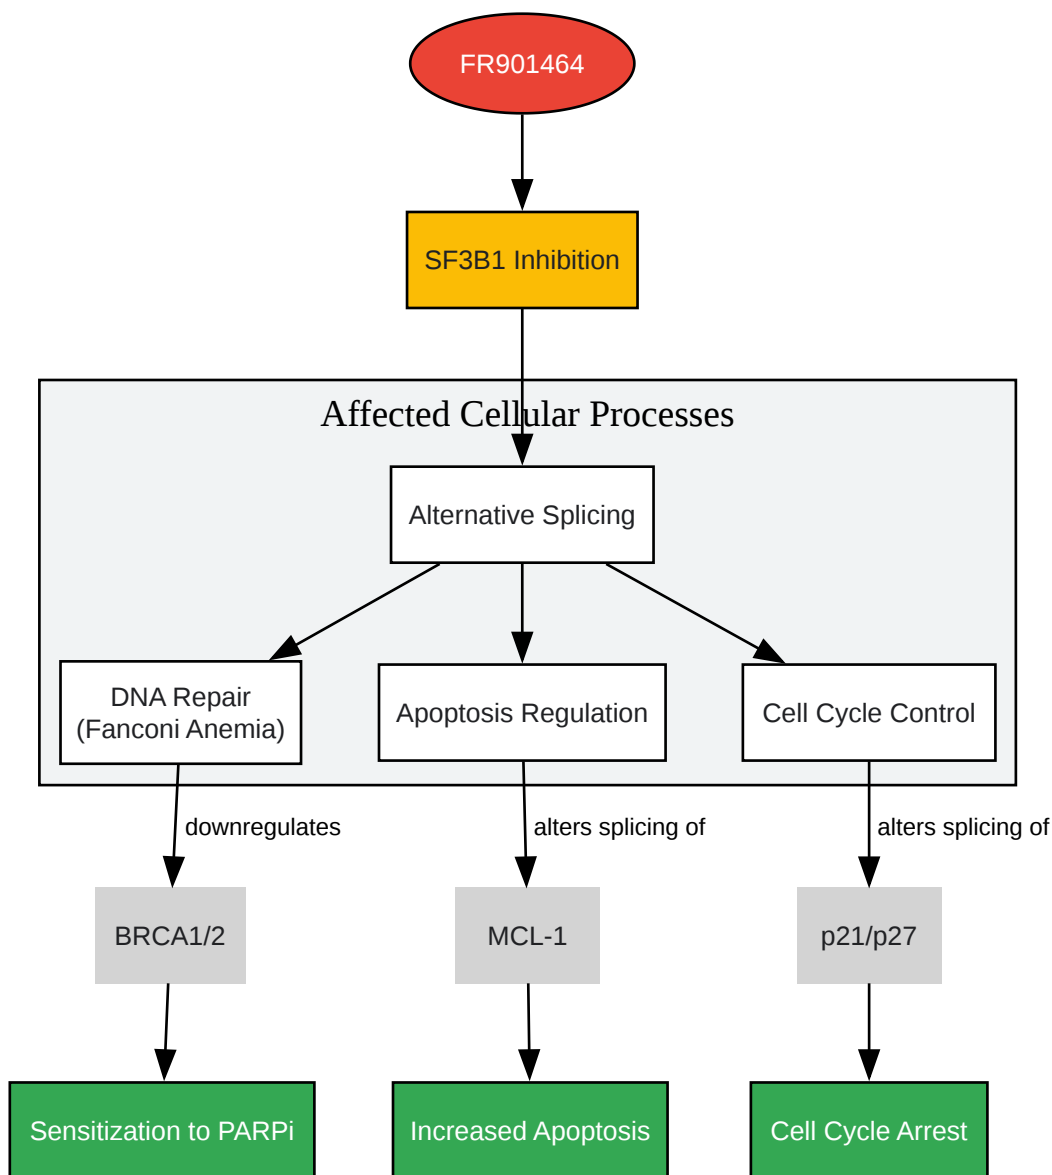 FR901464
SF3B1 Inhibition
Affected Cellular Processes
Alternative Splicing
DNA Repair
(Fanconi Anemia)
Apoptosis Regulation
Cell Cycle Control
downregulates
alters splicing of
alters splicing of
BRCA1/2
MCL-1
p21/p27
Sensitization to PARPi
Increased Apoptosis
Cell Cycle Arrest